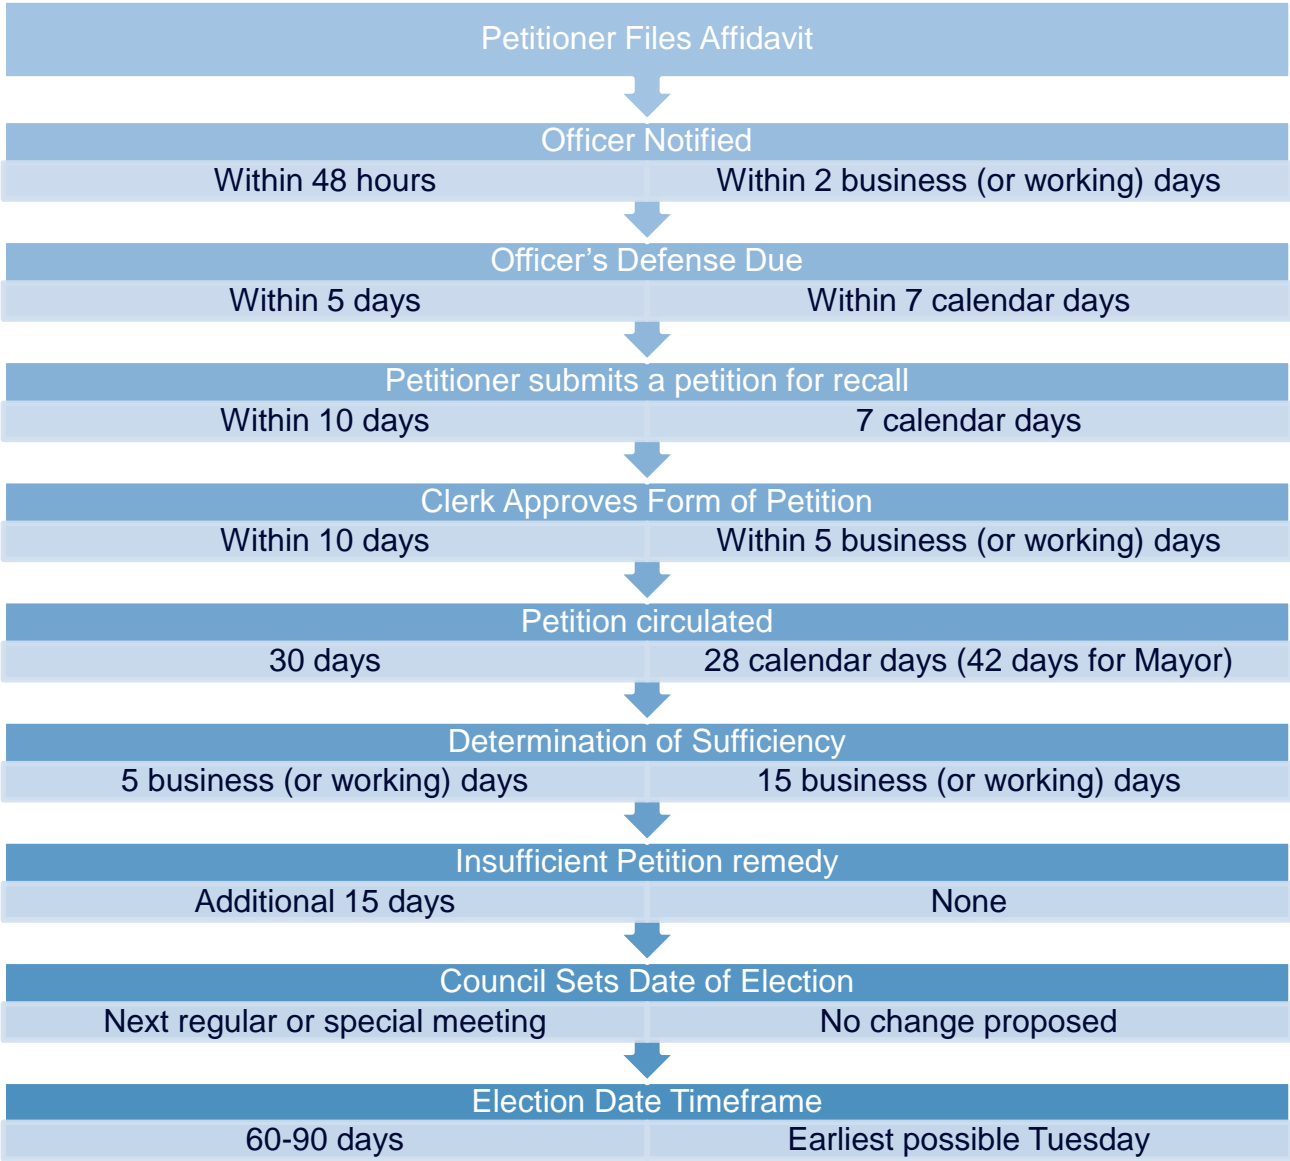 Petitioner Files Affidavit
Officer Notified
Within 48 hours
Within 2 business (or working) days
Officer’s Defense Due
Within 5 days
Within 7 calendar days
Petitioner submits a petition for recall
Within 10 days
7 calendar days
Clerk Approves Form of Petition
Within 10 days
Within 5 business (or working) days
Petition circulated
30 days
28 calendar days (42 days for Mayor)
Determination of Sufficiency
5 business (or working) days
15 business (or working) days
Insufficient Petition remedy
Additional 15 days
None
Council Sets Date of Election
Next regular or special meeting
No change proposed
Election Date Timeframe
60-90 days
Earliest possible Tuesday